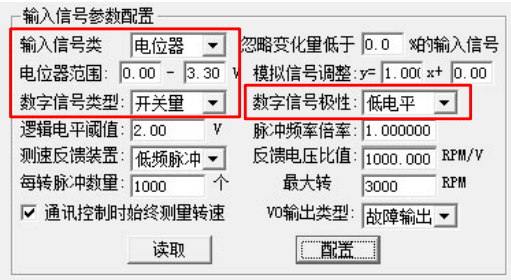 输入信号参数配置
输入信号类 电位器 忽略变化量低于 0.0 %的输入信号
电位器范围: 0.00 - 3.30 模拟信号调整:y= 1.00 x+ 0.00
数字信号类型: 开关量 数字信号极性: 低电平
逻辑电平阈值: 2.00 V 脉冲频率倍率: 1.000000
测速反馈装置: 低频脉冲 反馈电压比值: 1000.000 RPM/V
每转脉冲数量: 1000 个 最大转 3000 RPM
通讯控制时始终测量转速 VO输出类型: 故障输出
读取 配置